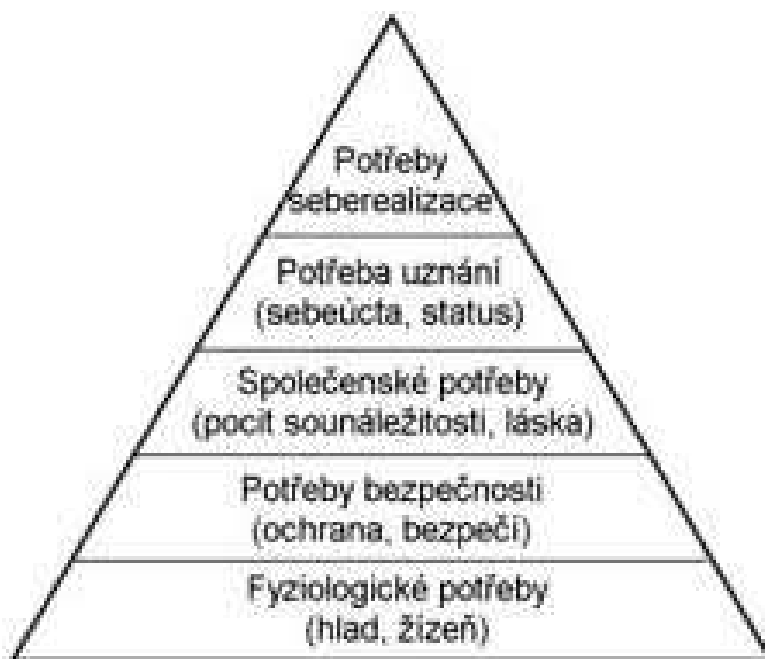 Potřeby
seberealizace
Potřeba uznání
(sebeúcta, status)
Společenské potřeby
(pocit sounáležitosti, láska)
Potřeby bezpečnosti
(ochrana, bezpečí)
Fyziologické potřeby
(hlad, žízeň)